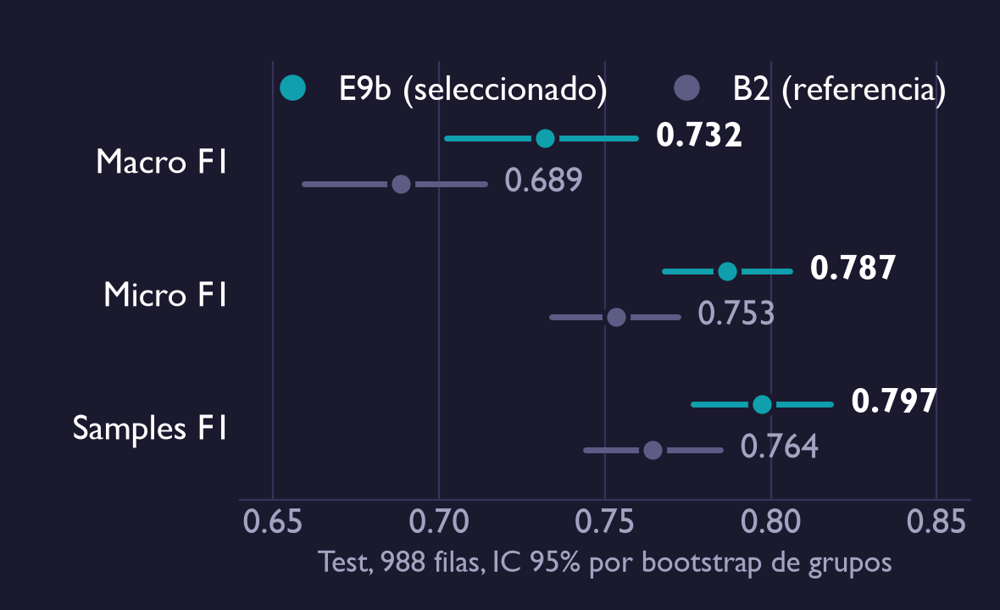 E9b (seleccionado) B2 (referencia)
Macro F1 0.732
0.689
Micro F1 0.787
0.753
Samples F1 0.797
0.764
0.65 0.70 0.75 0.80 0.85
Test, 988 filas, IC 95% por bootstrap de grupos